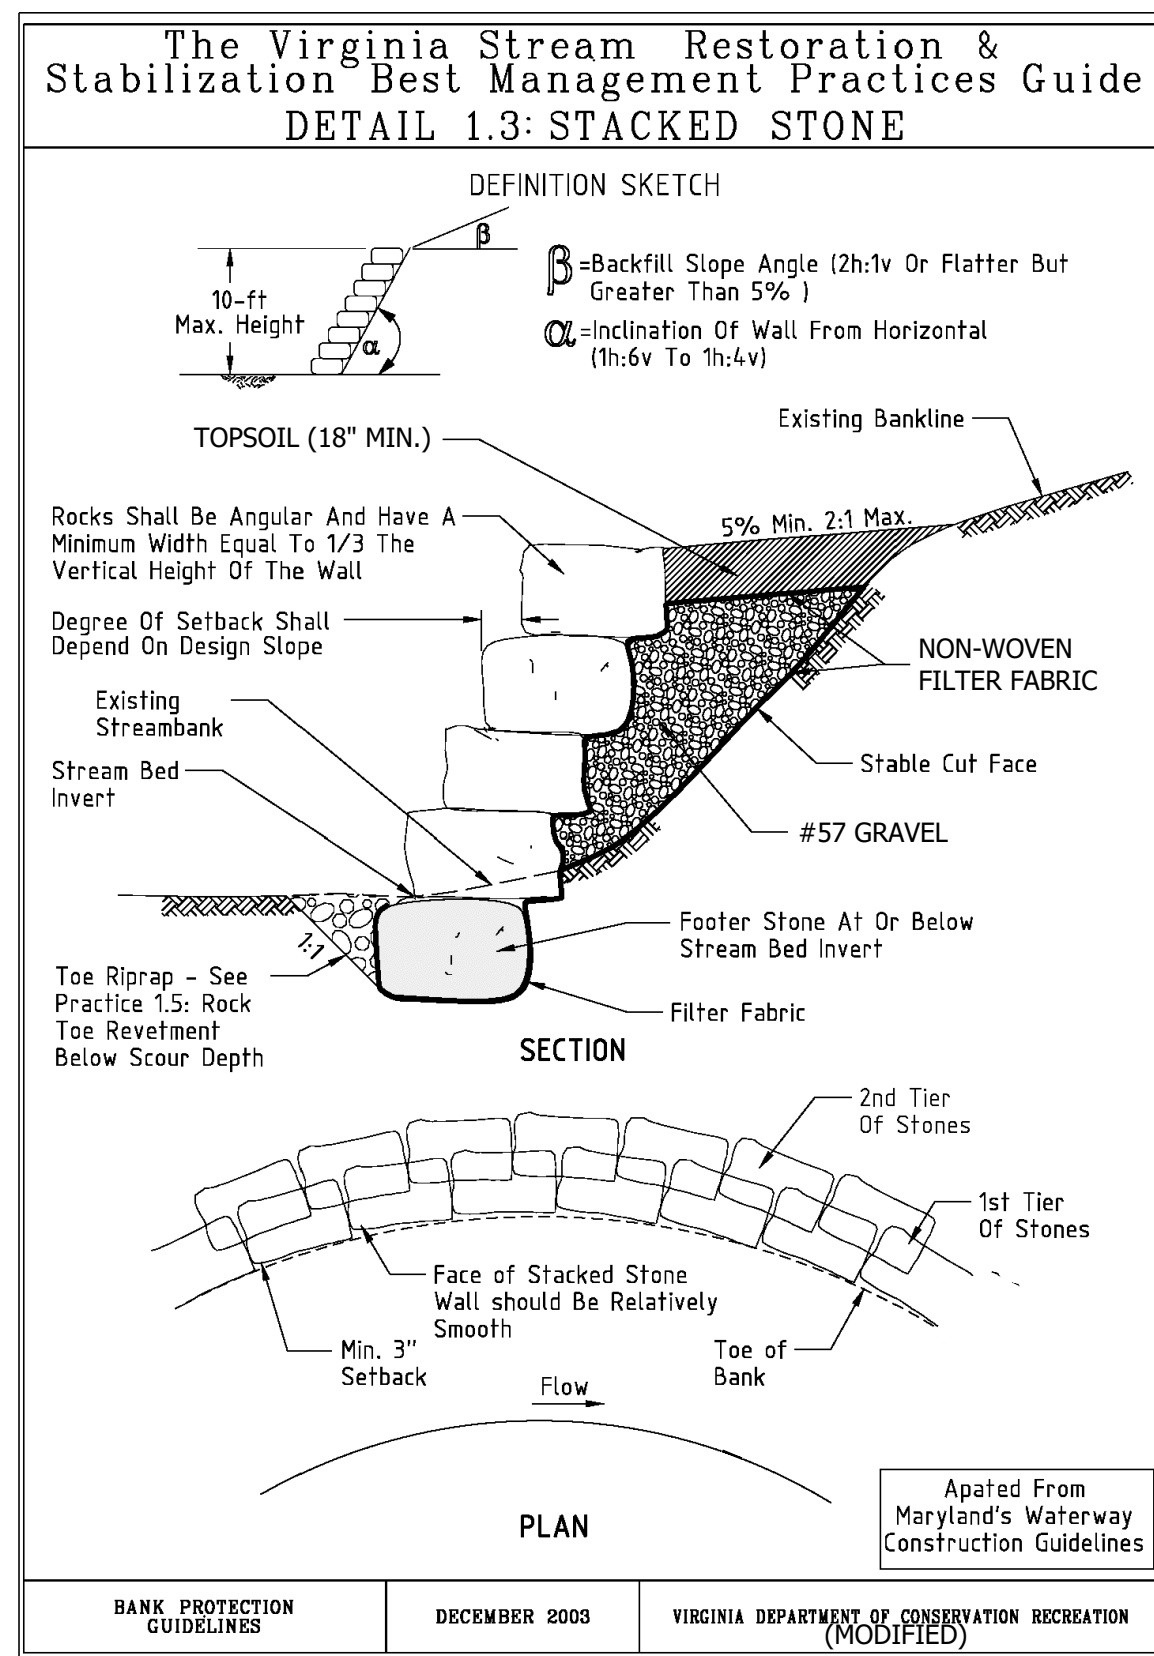 The Virginia Stream Restoration &
Stabilization Best Management Practices Guide
DETAIL 1.3: STACKED STONE
DEFINITION SKETCH
β
10-ft
Max. Height
α
β=Backfill Slope Angle (2h:1v Or Flatter But
Greater Than 5% )
α=Inclination Of Wall From Horizontal
(1h:6v To 1h:4v)
Existing Bankline
TOPSOIL (18" MIN.)
5% Min. 2:1 Max.
Rocks Shall Be Angular And Have A
Minimum Width Equal To 1/3 The
Vertical Height Of The Wall
Degree Of Setback Shall
Depend On Design Slope
NON-WOVEN
FILTER FABRIC
Existing
Streambank
Stream Bed
Invert
Stable Cut Face
#57 GRAVEL
1:1
Footer Stone At Or Below
Stream Bed Invert
Toe Riprap - See
Practice 1.5: Rock
Toe Revetment
Below Scour Depth
Filter Fabric
SECTION
2nd Tier
Of Stones
1st Tier
Of Stones
Face of Stacked Stone
Wall should Be Relatively
Smooth
Min. 3"
Setback
Toe of
Bank
Flow
PLAN
Apated From
Maryland's Waterway
Construction Guidelines
BANK PROTECTION
GUIDELINES
DECEMBER 2003
VIRGINIA DEPARTMENT OF CONSERVATION RECREATION
(MODIFIED)